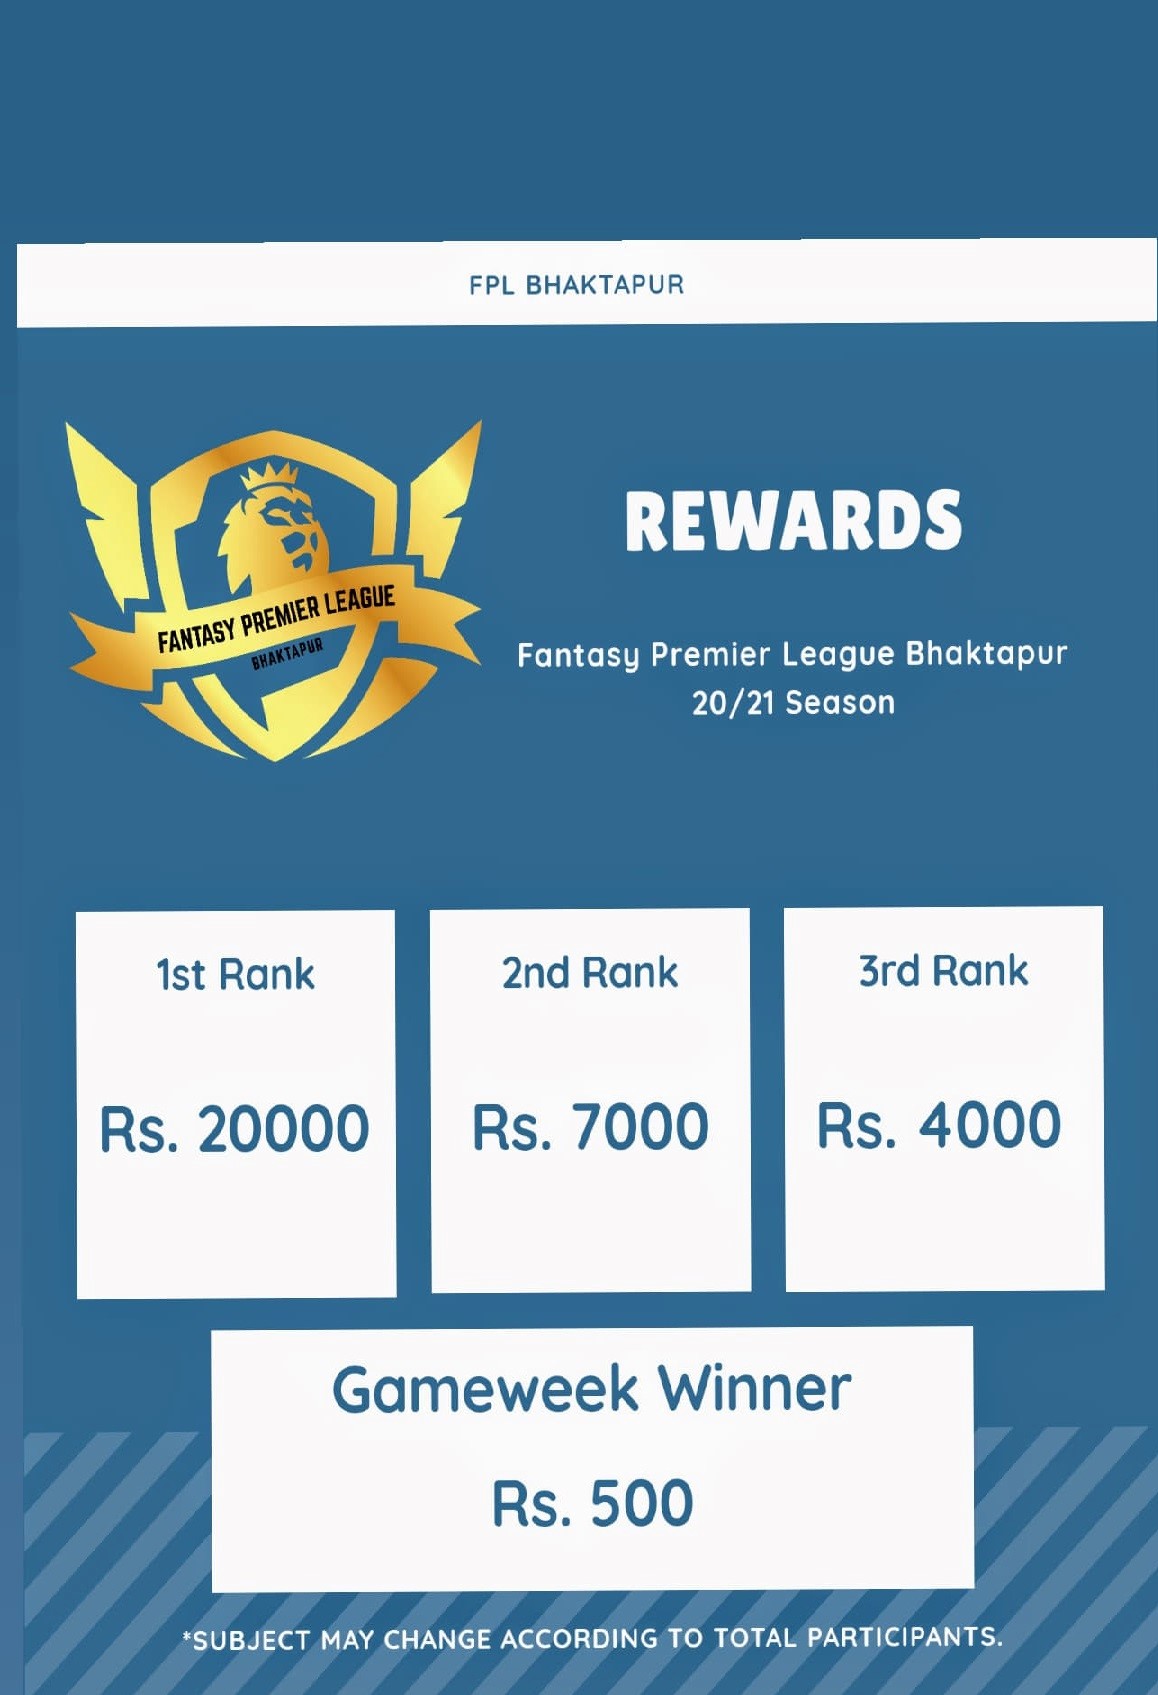 FPL BHAKTAPUR
FANTASY PREMIER LEAGUE
BHAKTAPUR
REWARDS
Fantasy Premier League Bhaktapur
20/21 Season
1st Rank
Rs. 20000
2nd Rank
Rs. 7000
3rd Rank
Rs. 4000
Gameweek Winner
Rs. 500
*SUBJECT MAY CHANGE ACCORDING TO TOTAL PARTICIPANTS.